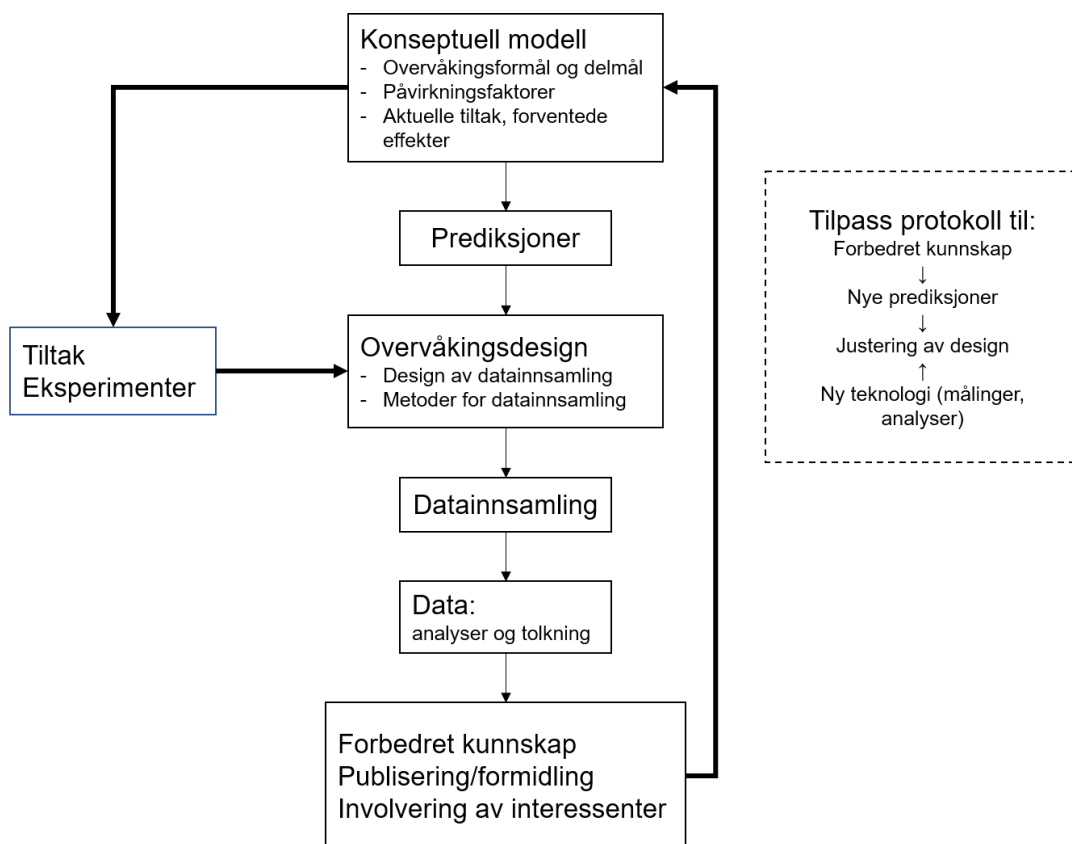 Konseptuell modell
- Overvåkingsformål og delmål
- Påvirkningsfaktorer
- Aktuelle tiltak, forventede
effekter
Prediksjoner
Tiltak
Eksperimenter
Overvåkingsdesign
- Design av datainnsamling
- Metoder for datainnsamling
Datainnsamling
Data:
analyser og tolkning
Forbedret kunnskap
Publisering/formidling
Involvering av interessenter
Tilpass protokoll til:
Forbedret kunnskap
↓
Nye prediksjoner
↓
Justering av design
↑
Ny teknologi (målinger,
analyser)